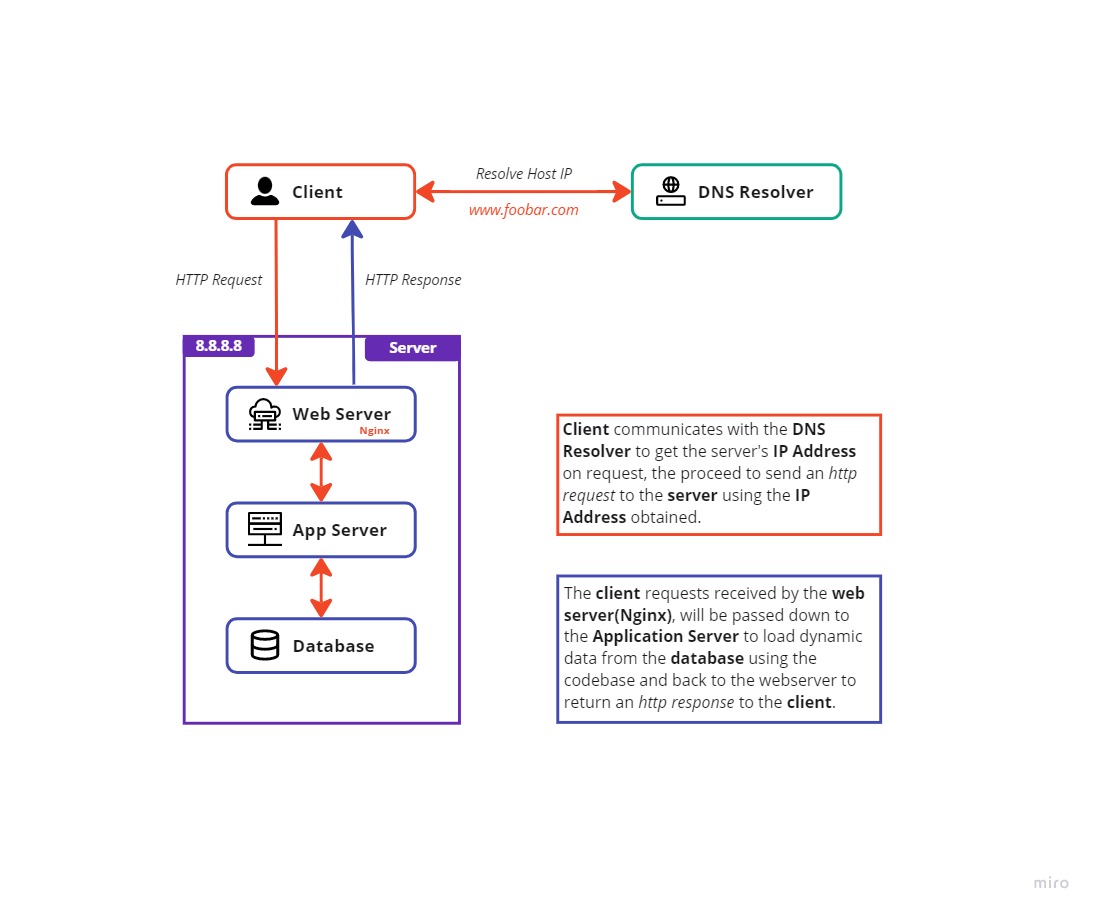 Client
Resolve Host IP
www.foobar.com
DNS Resolver
HTTP Request
HTTP Response
8.8.8.8
Server
Web Server
Nginx
App Server
Database
Client communicates with the DNS
Resolver to get the server's IP Address
on request, the proceed to send an http
request to the server using the IP
Address obtained.
The client requests received by the web
server(Nginx), will be passed down to
the Application Server to load dynamic
data from the database using the
codebase and back to the webserver to
return an http response to the client.
miro